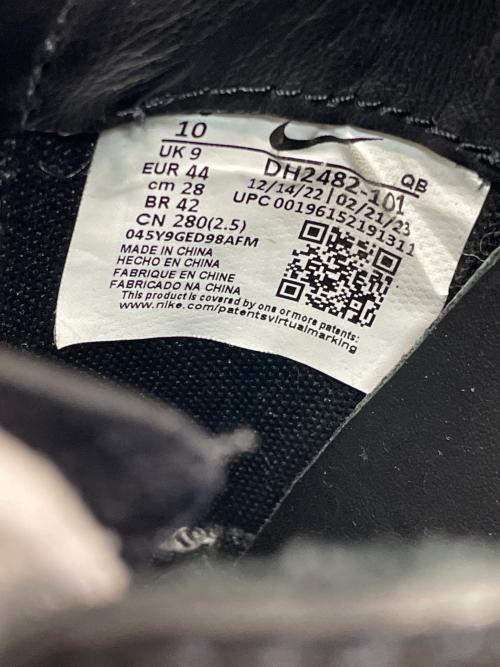 10
UK 9
EUR 44
cm 28
BR 42
CN 280(2.5)
045Y9GED98AFM
MADE IN CHINA
HECHO EN CHINA
FABRIQUE EN CHINE
FABRICADO NA CHINA
This product is covered by one or more patents:
www.nike.com/patentsvirtualmarking
QB
DH2482-101
12/14/22 | 02/21/23
UPC 00196152191311